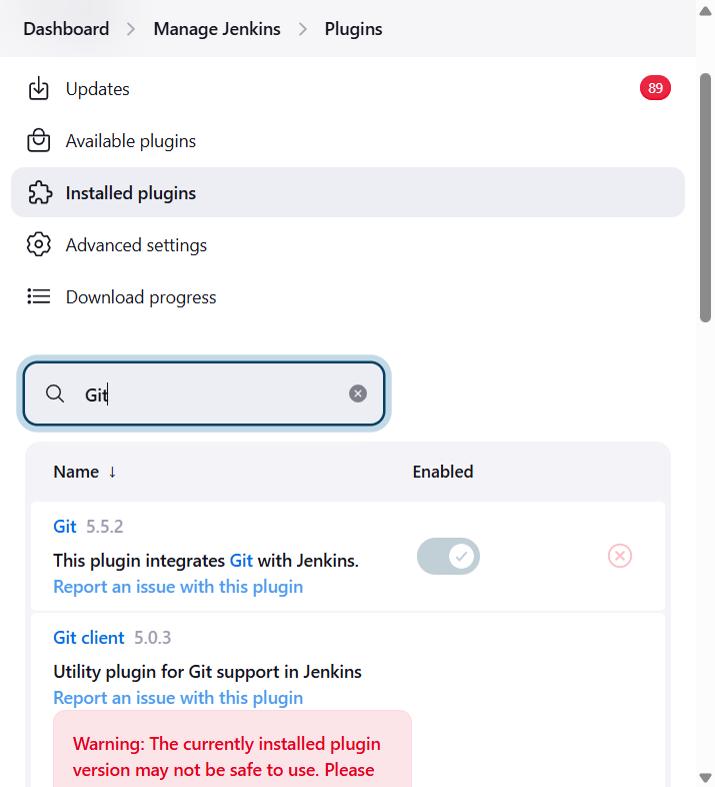 Dashboard > Manage Jenkins > Plugins
Updates 89
Available plugins
Installed plugins
Advanced settings
Download progress
Git
Name ↓ Enabled
Git 5.5.2
This plugin integrates Git with Jenkins.
Report an issue with this plugin
Git client 5.0.3
Utility plugin for Git support in Jenkins
Report an issue with this plugin
Warning: The currently installed plugin
version may not be safe to use. Please